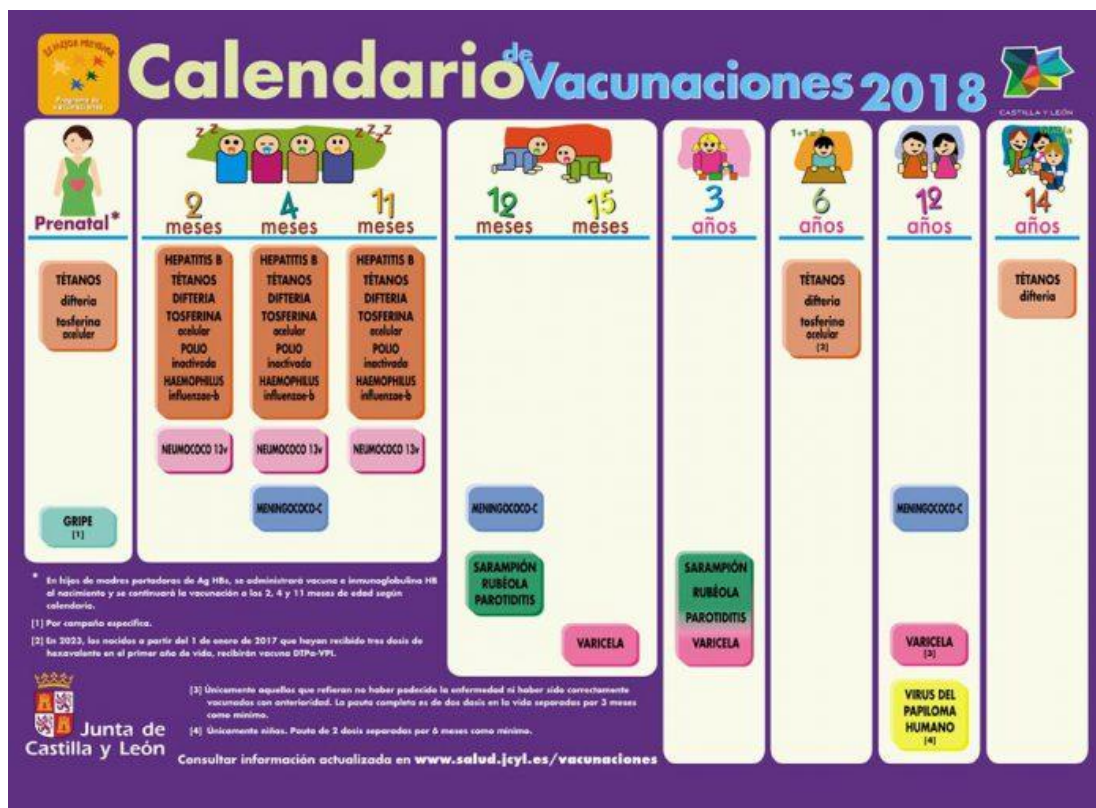 LA MEJOR PREVENIR
Programa de
vacunaciones
Calendario de Vacunaciones 2018
CASTILLA Y LEÓN
Prenatal*
2
meses
4
meses
11
meses
12
meses
15
meses
3
años
1+1=2
6
años
12
años
14
años
TÉTANOS
difteria
tosferina
acelular
GRIPE
[1]
HEPATITIS B
TÉTANOS
DIFTERIA
TOSFERINA
acelular
POLIO
inactivada
HAEMOPHILUS
influenzae-b
NEUMOCOCO 13v
HEPATITIS B
TÉTANOS
DIFTERIA
TOSFERINA
acelular
POLIO
inactivada
HAEMOPHILUS
influenzae-b
NEUMOCOCO 13v
MENINGOCOCO-C
HEPATITIS B
TÉTANOS
DIFTERIA
TOSFERINA
acelular
POLIO
inactivada
HAEMOPHILUS
influenzae-b
NEUMOCOCO 13v
MENINGOCOCO-C
SARAMPIÓN
RUBÉOLA
PAROTIDITIS
VARICELA
SARAMPIÓN
RUBÉOLA
PAROTIDITIS
VARICELA
TÉTANOS
difteria
tosferina
acelular
[2]
MENINGOCOCO-C
VARICELA
[3]
VIRUS DEL
PAPILOMA
HUMANO
[4]
TÉTANOS
difteria
* En hijos de madres portadoras de Ag HBs, se administrará vacuna e inmunoglobulina HB
al nacimiento y se continuará la vacunación a los 2, 4 y 11 meses de edad según
calendario.
[1] Por campaña específica.
[2] En 2023, los nacidos a partir del 1 de enero de 2017 que hayan recibido tres dosis de
hexavalente en el primer año de vida, recibirán vacuna DTPa-VPI.
[3] Únicamente aquellos que refieran no haber padecido la enfermedad ni haber sido correctamente
vacunados con anterioridad. La pauta completa es de dos dosis en la vida separadas por 3 meses
como mínimo.
[4] Únicamente niñas. Pauta de 2 dosis separadas por 6 meses como mínimo.
Junta de
Castilla y León
Consultar información actualizada en www.salud.jcyl.es/vacunaciones